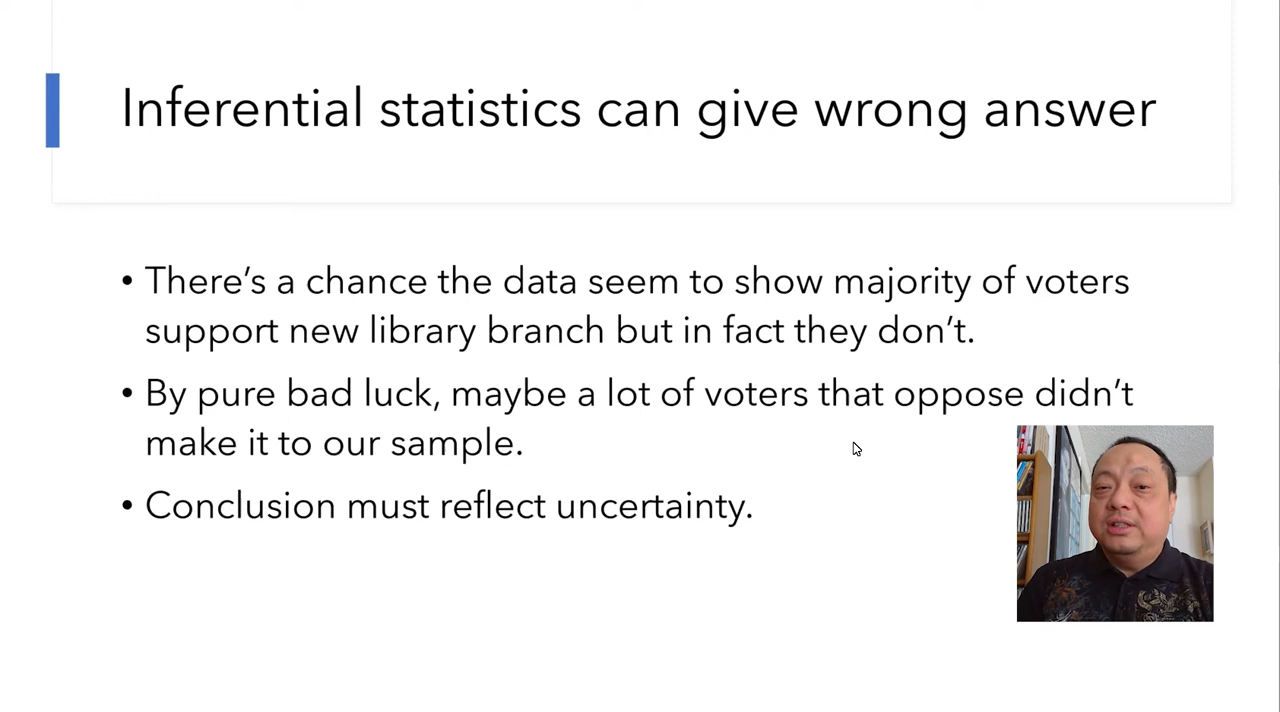 Inferential statistics can give wrong answer
• There’s a chance the data seem to show majority of voters
support new library branch but in fact they don’t.
• By pure bad luck, maybe a lot of voters that oppose didn’t
make it to our sample.
• Conclusion must reflect uncertainty.